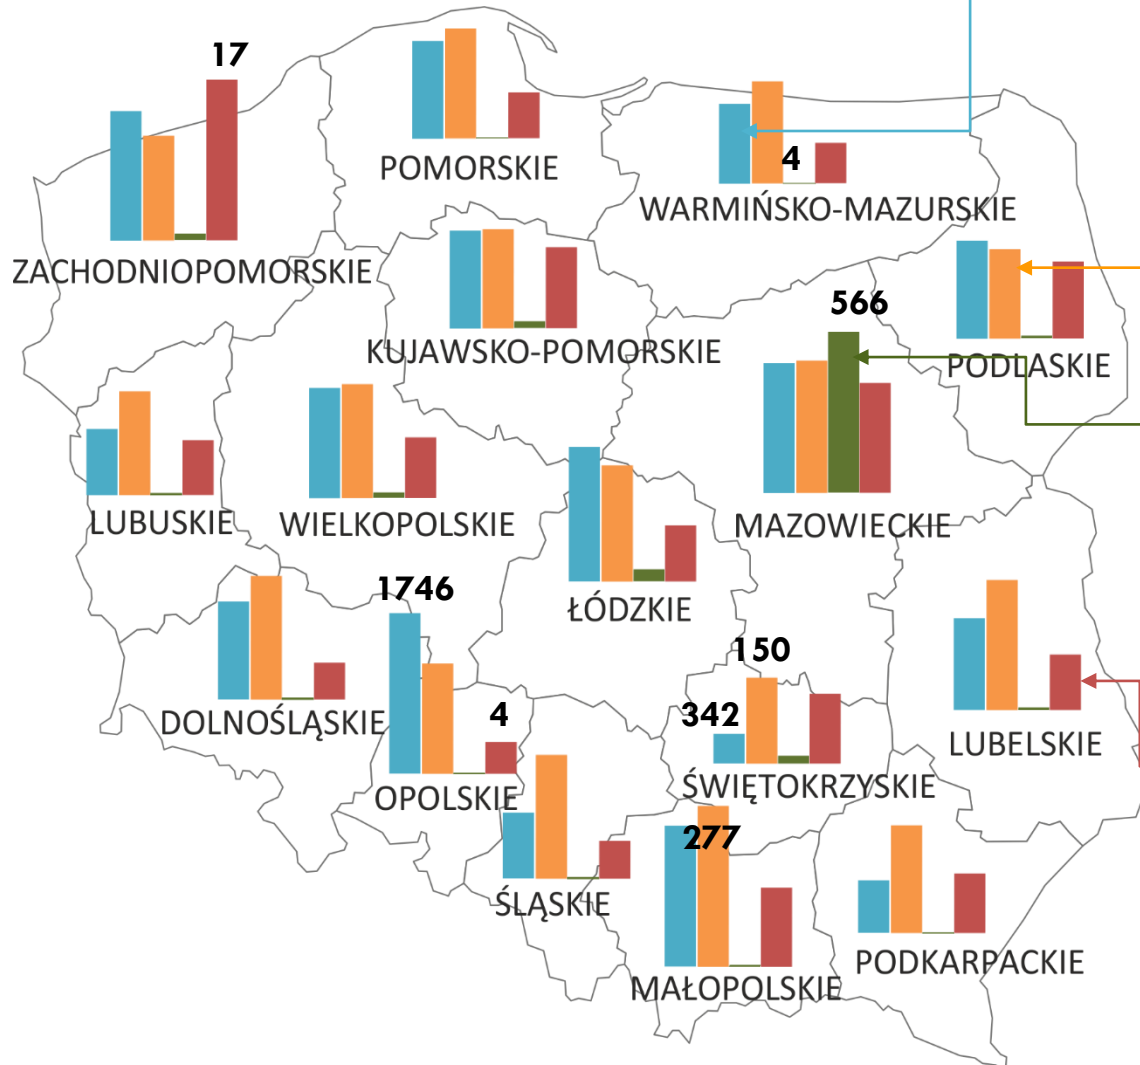 17
POMORSKIE
4
WARMIŃSKO-MAZURSKIE
ZACHODNIOPOMORSKIE
566
KUJAWSKO-POMORSKIE
PODLASKIE
LUBUSKIE
WIELKOPOLSKIE
MAZOWIECKIE
1746
ŁÓDZKIE
150
4
342
DOLNOŚLĄSKIE
LUBELSKIE
OPOLSKIE
ŚWIĘTOKRZYSKIE
277
ŚLĄSKIE
PODKARPACKIE
MAŁOPOLSKIE